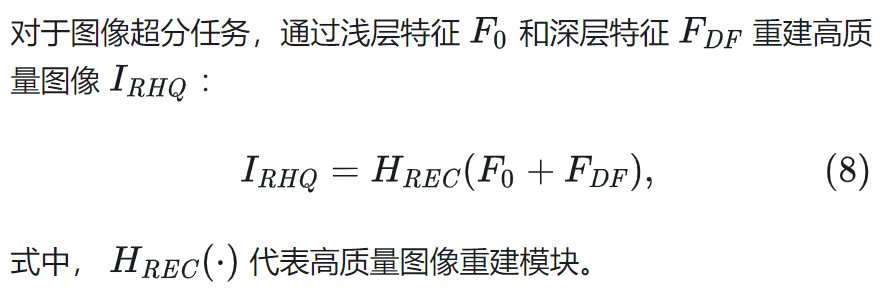 对于图像超分任务，通过浅层特征 F_0 和深层特征 F_{DF} 重建高质
量图像 I_{RHQ} ：
I_{RHQ} = H_{REC}(F_0 + F_{DF}), (8)
式中， H_{REC}(·) 代表高质量图像重建模块。